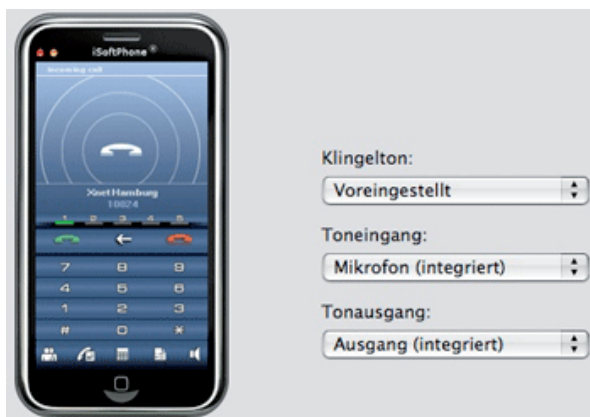 iSoftPhone ®
Incoming call
Xnet Hamburg
10024
1 2 3 4 5
7 8 9
4 5 6
1 2 3
# 0 *
Klingelton:
Voreingestellt
Toneingang:
Mikrofon (integriert)
Tonausgang:
Ausgang (integriert)